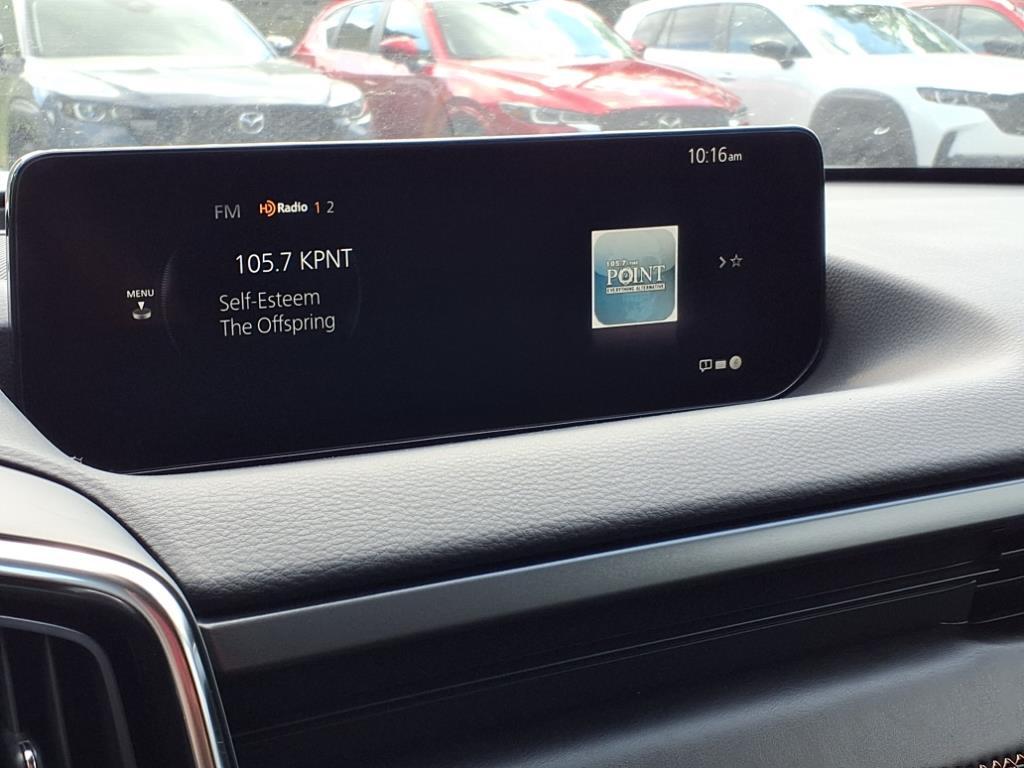 10:16am
FM HD Radio 1 2
105.7 KPNT
MENU
Self-Esteem
The Offspring
105.7 THE
POINT
EVERYTHING ALTERNATIVE